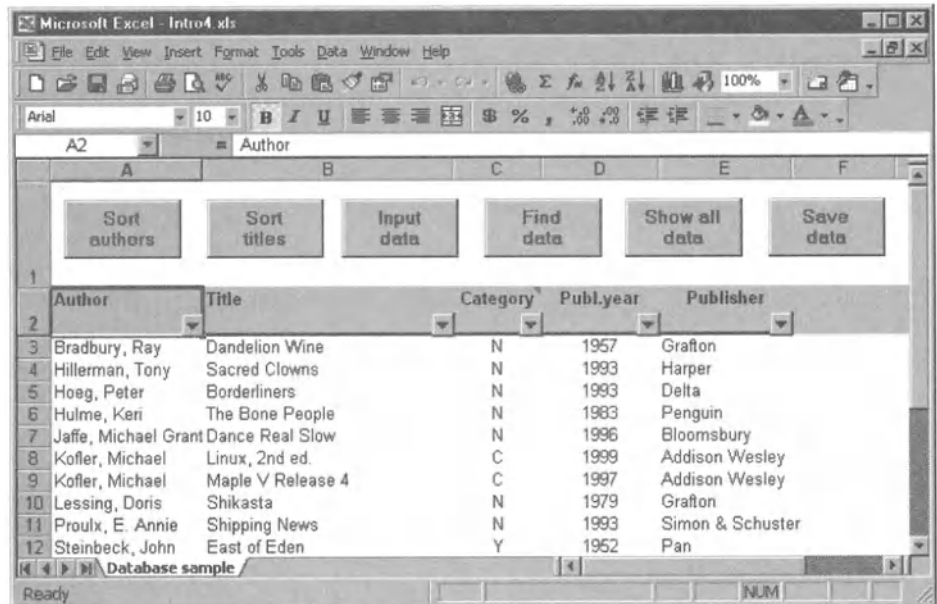 Microsoft Excel - Intro4.xls
File Edit View Insert Format Tools Data Window Help
ABC Σ fx A Z Z A 100%
Arial 10 B I U $ % , +.0 .00 .00 +.0 A
A2 = Author
A B C D E F
Sort authors Sort titles Input data Find data Show all data Save data
1
2 Author Title Category Publ.year Publisher
3 Bradbury, Ray Dandelion Wine N 1957 Grafton
4 Hillerman, Tony Sacred Clowns N 1993 Harper
5 Hoeg, Peter Borderliners N 1993 Delta
6 Hulme, Keri The Bone People N 1983 Penguin
7 Jaffe, Michael Grant Dance Real Slow N 1996 Bloomsbury
8 Kofler, Michael Linux, 2nd ed. C 1999 Addison Wesley
9 Kofler, Michael Maple V Release 4 C 1997 Addison Wesley
10 Lessing, Doris Shikasta N 1979 Grafton
11 Proulx, E. Annie Shipping News N 1993 Simon & Schuster
12 Steinbeck, John East of Eden Y 1952 Pan
Database sample
Ready NUM